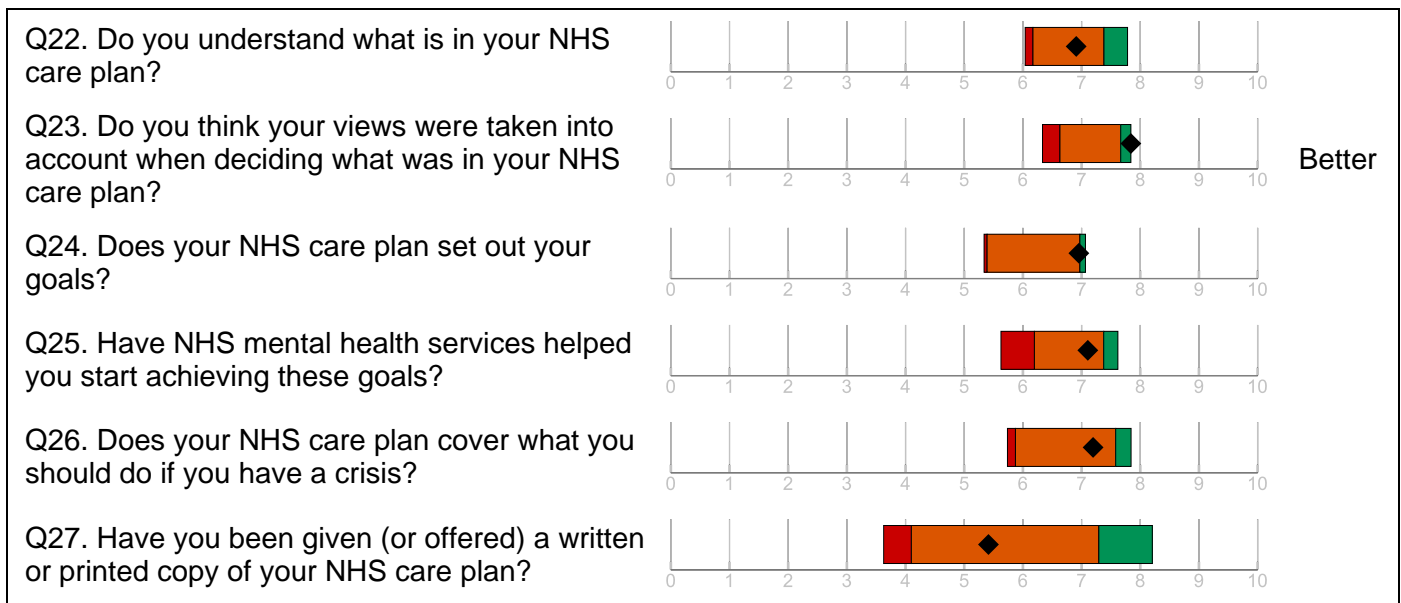 Q22. Do you understand what is in your NHS
care plan?
0 1 2 3 4 5 6 7 8 9 10
Q23. Do you think your views were taken into
account when deciding what was in your NHS
care plan?
0 1 2 3 4 5 6 7 8 9 10
Better
Q24. Does your NHS care plan set out your
goals?
0 1 2 3 4 5 6 7 8 9 10
Q25. Have NHS mental health services helped
you start achieving these goals?
0 1 2 3 4 5 6 7 8 9 10
Q26. Does your NHS care plan cover what you
should do if you have a crisis?
0 1 2 3 4 5 6 7 8 9 10
Q27. Have you been given (or offered) a written
or printed copy of your NHS care plan?
0 1 2 3 4 5 6 7 8 9 10